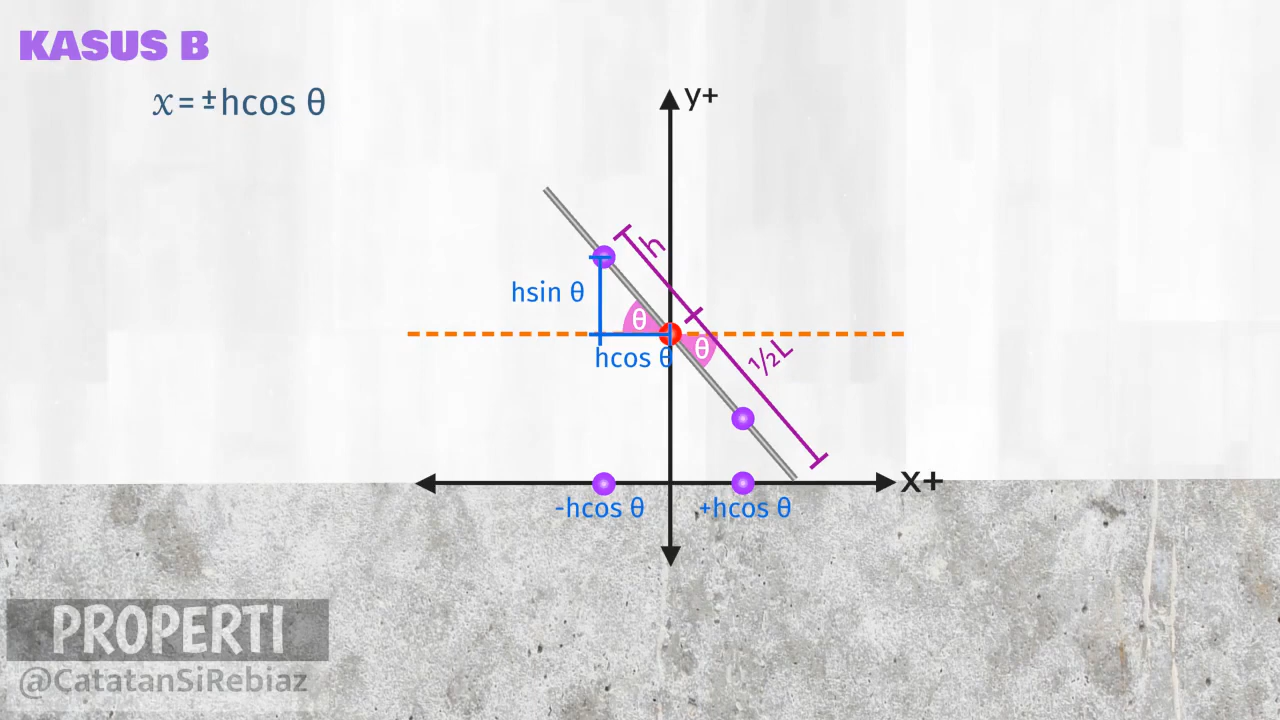 KASUS B
x = ±hcos θ
y+
h
hsin θ
θ
θ
hcos θ
½L
x+
-hcos θ
+hcos θ
PROPERTI
@CatatanSiRebiaz